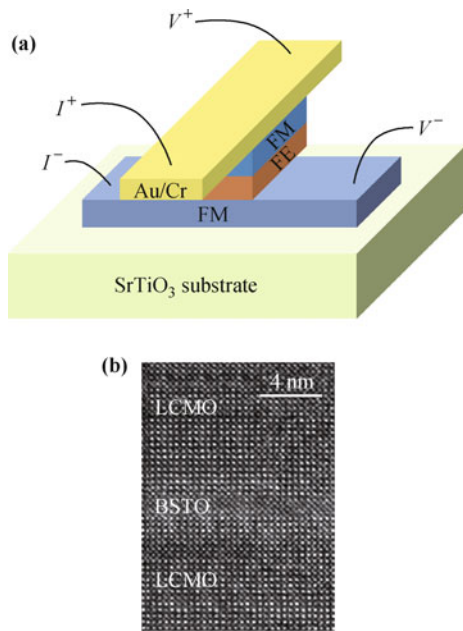 (a)
V⁺
I⁺
V⁻
I⁻
FM
FE
Au/Cr
FM
SrTiO₃ substrate
(b)
4 nm
LCMO
BSTO
LCMO